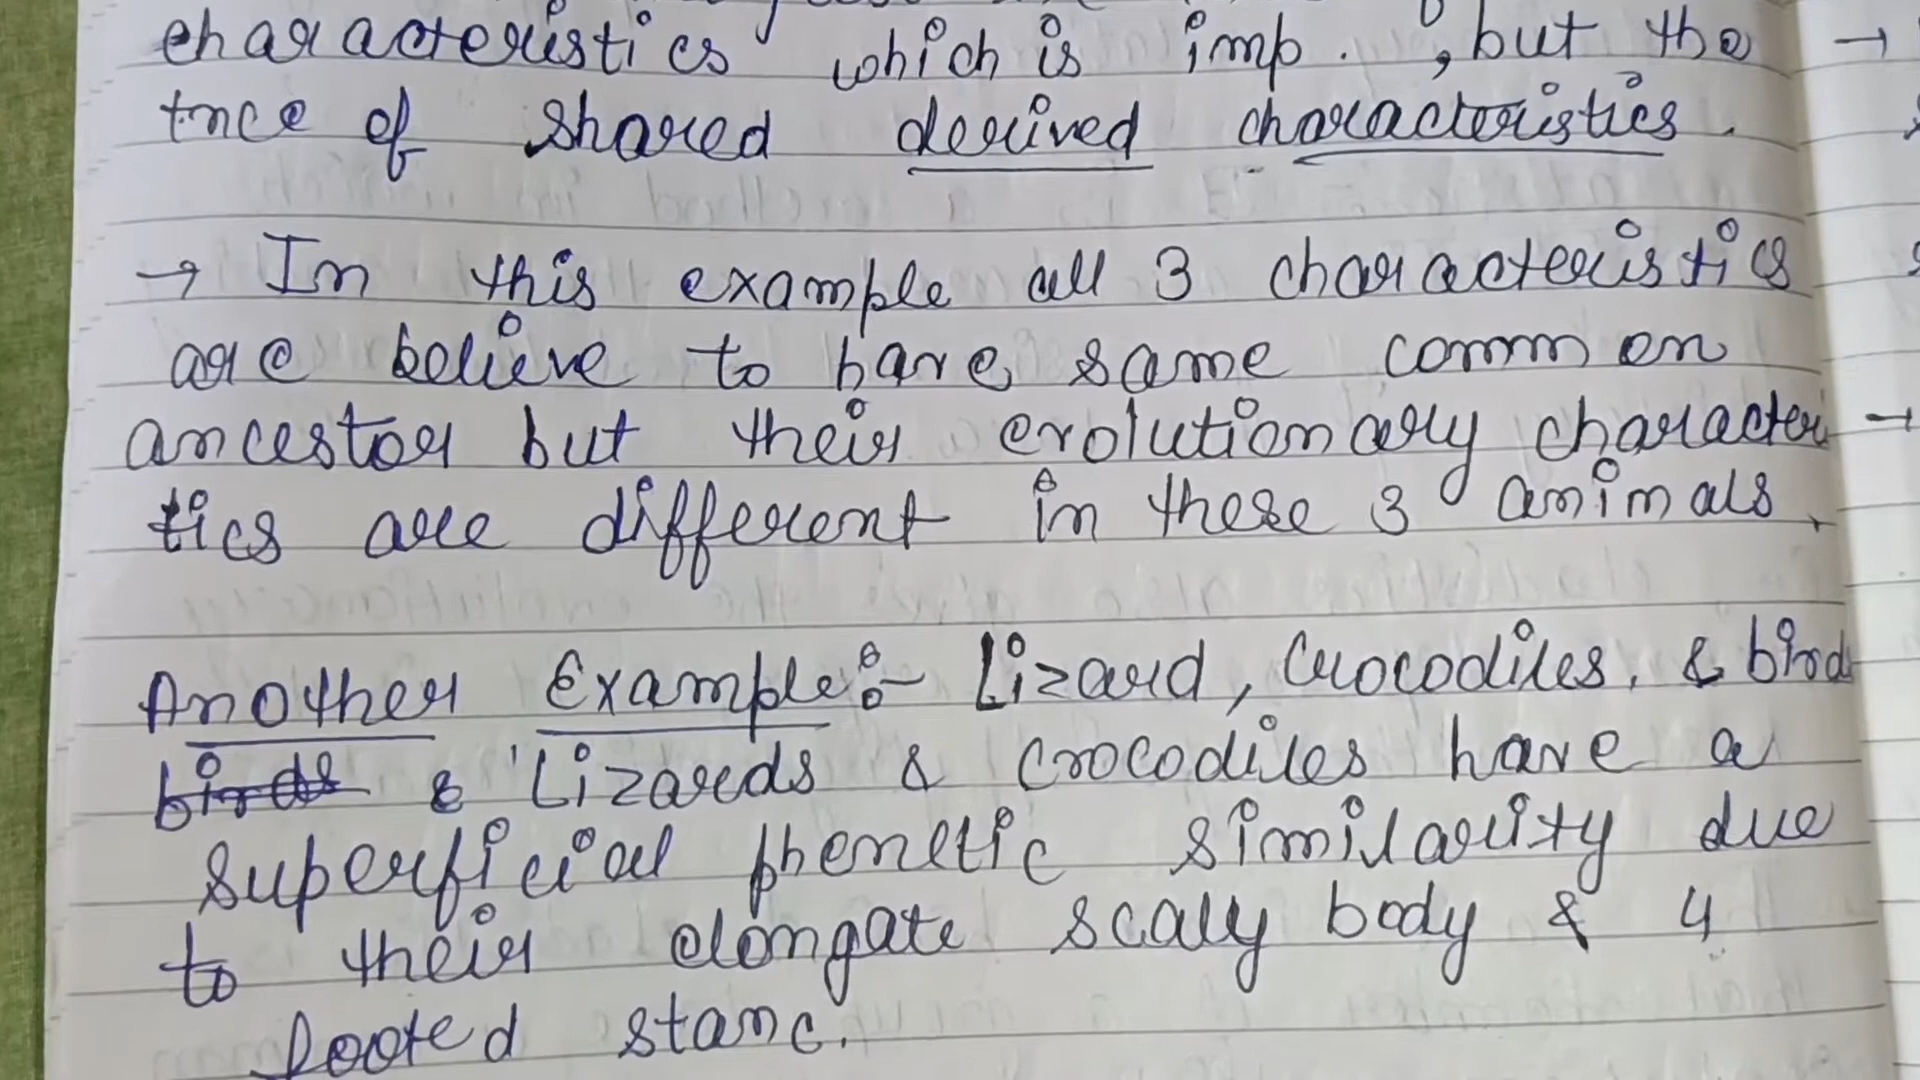 characteristics which is imp. , but the
tnce of shared derived characteristics.
→ In this example all 3 characteristics
are believe to have same common
ancestor but their evolutionary characteri
tics are different in these 3 animals.
Another Example:- Lizard, Crocodiles, & bird
birds & Lizards & Crocodiles have a
superficial phenetic similarity due
to their elongate scaly body & 4
footed stanc.